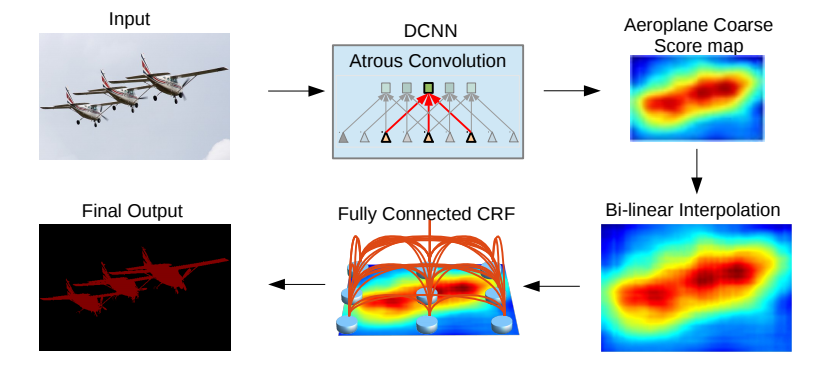 Input
DCNN
Atrous Convolution
Aeroplane Coarse
Score map
Bi-linear Interpolation
Fully Connected CRF
Final Output